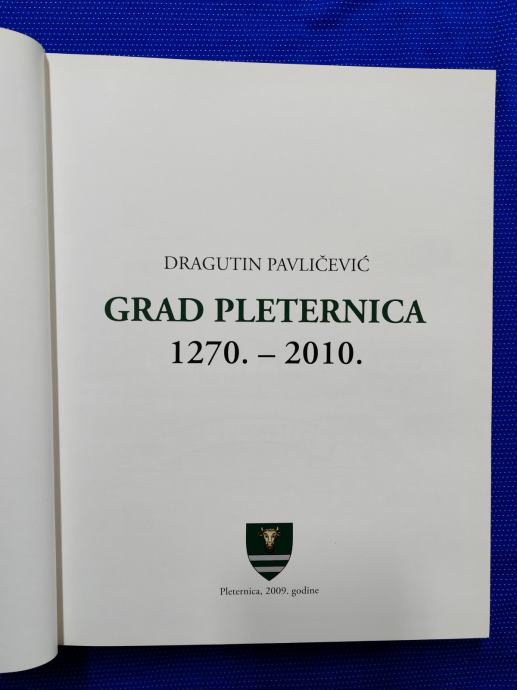 DRAGUTIN PAVLIČEVIĆ
GRAD PLETERNICA
1270. – 2010.
Pleternica, 2009. godine